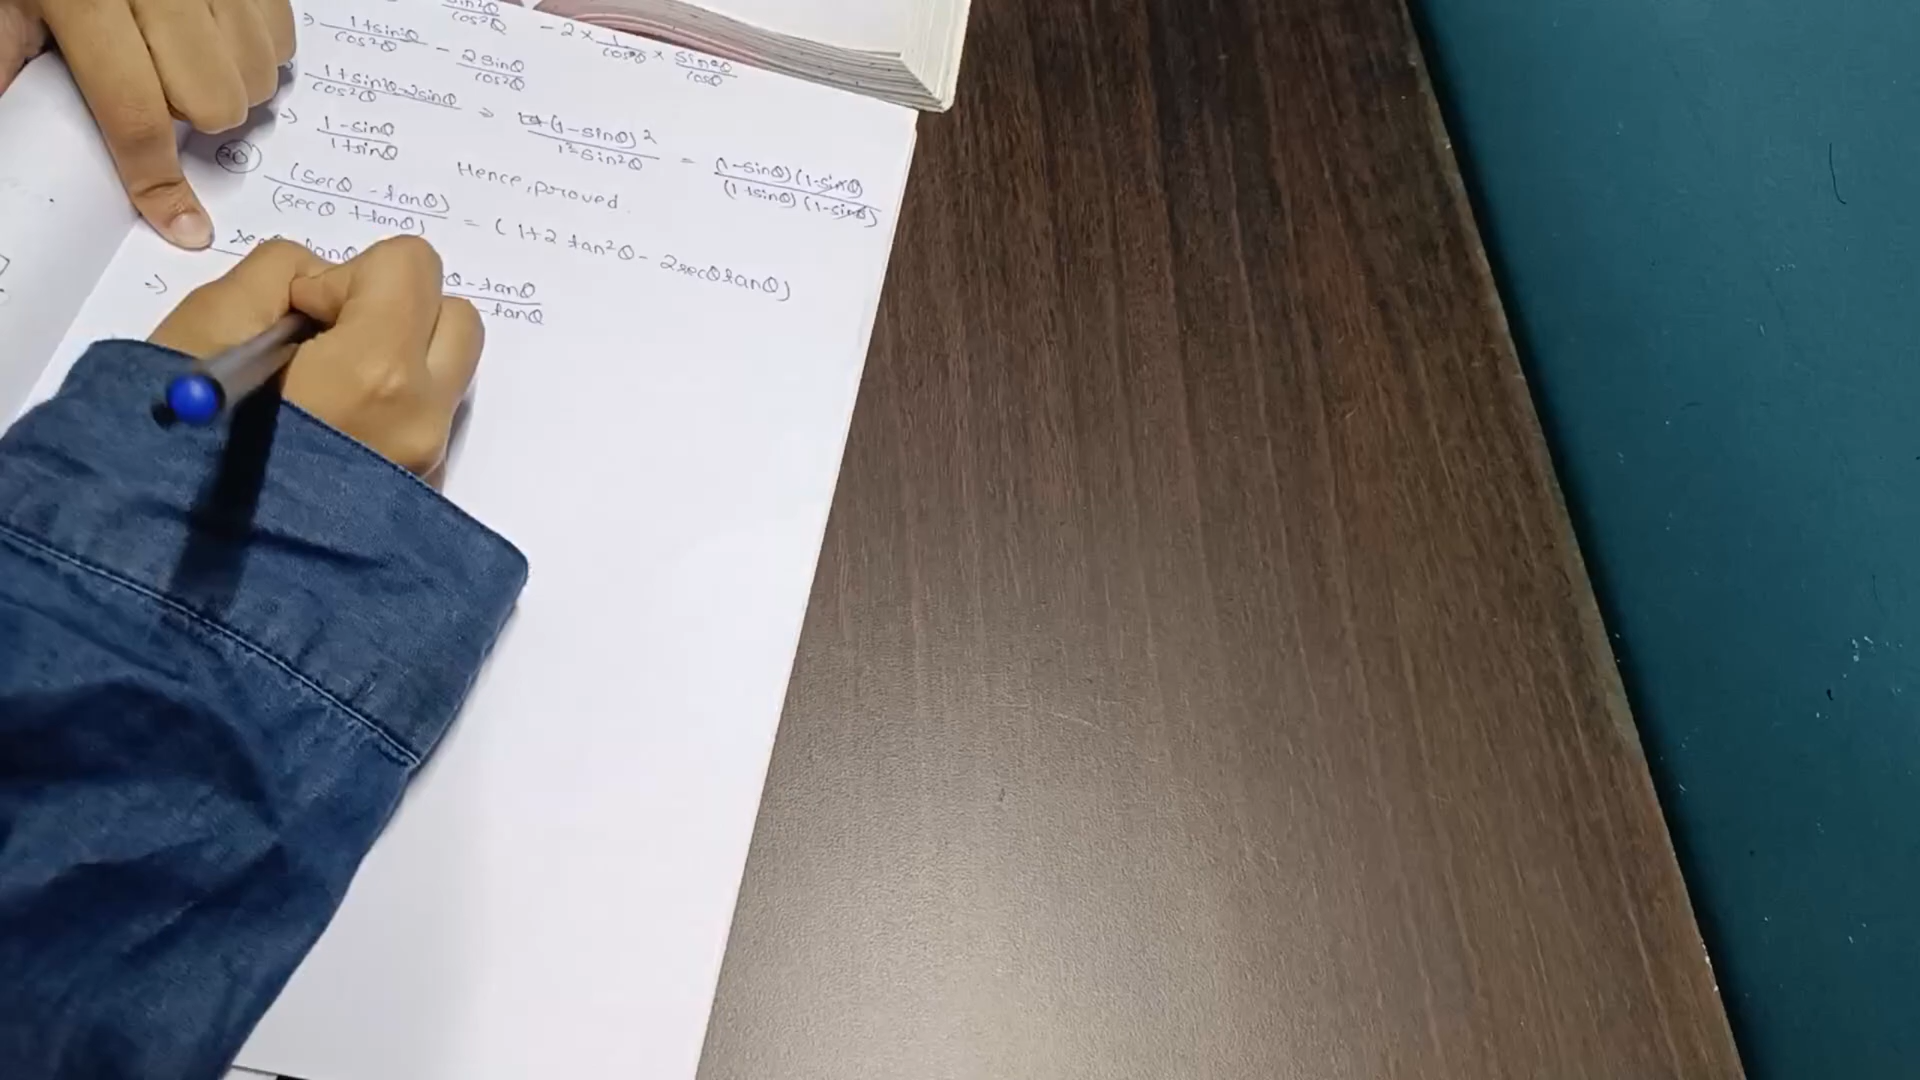 sin²θ/cos²θ - 2 × 1/cosθ × sinθ/cosθ
⇒ 1+sin²θ/cos²θ - 2sinθ/cos²θ
1+sin²θ-2sinθ/cos²θ ⇒ (1-sinθ)²/1²-sin²θ = (1-sinθ)(1-sinθ)/(1+sinθ)(1-sinθ)
⇒ 1-sinθ/1+sinθ Hence, proved.
20 (secθ - tanθ)/(secθ + tanθ) = (1+2 tan²θ - 2secθtanθ)
⇒ secθ tanθ θ-tanθ/-tanθ